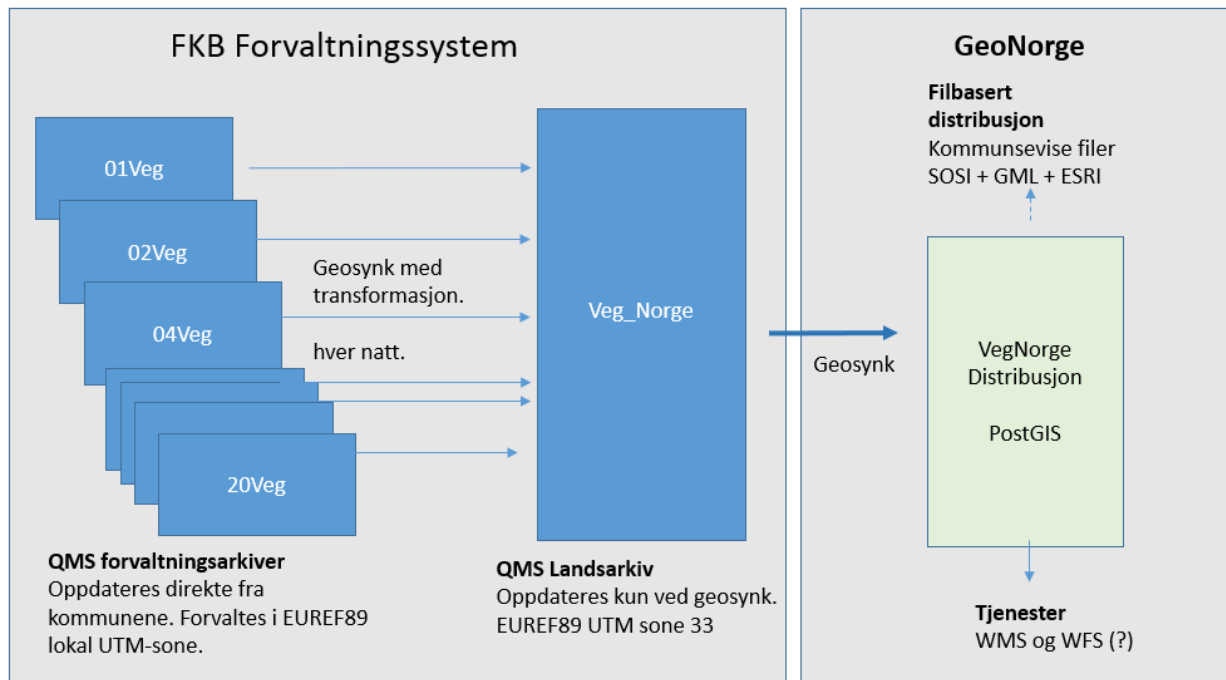 FKB Forvaltningssystem
01Veg
02Veg
04Veg
20Veg
Geosynk med
transformasjon.
hver natt.
Veg_Norge
QMS forvaltningsarkiver
Oppdateres direkte fra
kommunene. Forvaltes i EUREF89
lokal UTM-sone.
QMS Landsarkiv
Oppdateres kun ved geosynk.
EUREF89 UTM sone 33
Geosynk
GeoNorge
Filbasert
distribusjon
Kommunsevise filer
SOSI + GML + ESRI
VegNorge
Distribusjon
PostGIS
Tjenester
WMS og WFS (?)